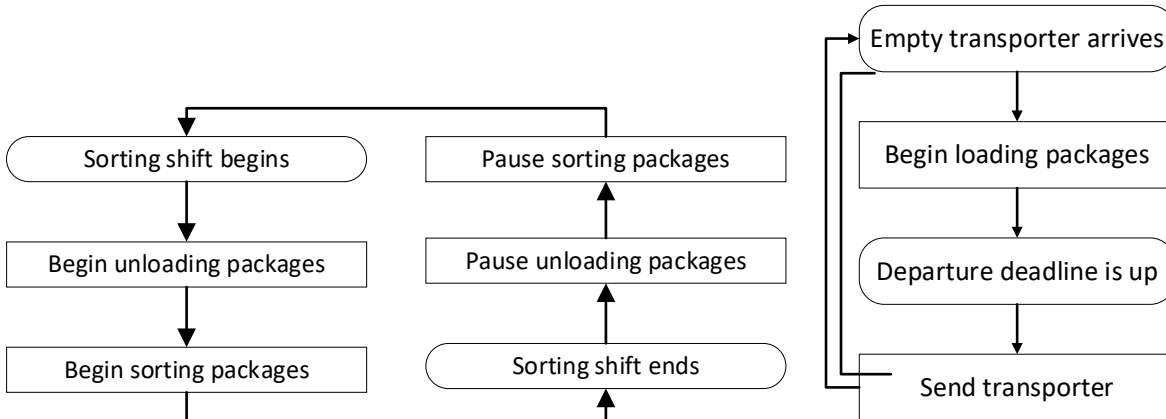 Empty transporter arrives
Sorting shift begins
Pause sorting packages
Begin loading packages
Begin unloading packages
Pause unloading packages
Departure deadline is up
Begin sorting packages
Sorting shift ends
Send transporter